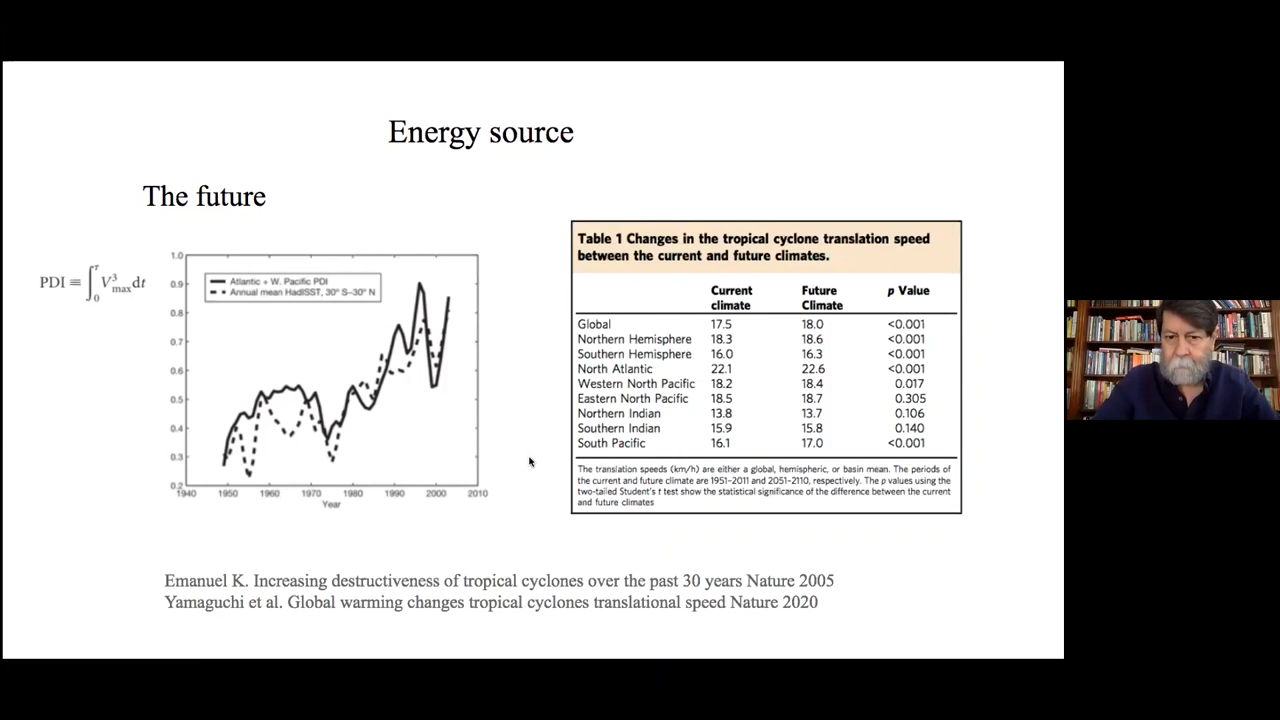 Energy source
The future
PDI ≡ ∫₀^τ V³max dt
1.0
0.9
0.8
0.7
0.6
0.5
0.4
0.3
0.2
Atlantic + W. Pacific PDI
Annual mean HadISST, 30° S–30° N
1940 1950 1960 1970 1980 1990 2000 2010
Year
Table 1 Changes in the tropical cyclone translation speed
between the current and future climates.
Current Future p Value
climate Climate
Global 17.5 18.0 <0.001
Northern Hemisphere 18.3 18.6 <0.001
Southern Hemisphere 16.0 16.3 <0.001
North Atlantic 22.1 22.6 <0.001
Western North Pacific 18.2 18.4 0.017
Eastern North Pacific 18.5 18.7 0.305
Northern Indian 13.8 13.7 0.106
Southern Indian 15.9 15.8 0.140
South Pacific 16.1 17.0 <0.001
The translation speeds (km/h) are either a global, hemispheric, or basin mean. The periods of
the current and future climate are 1951–2011 and 2051–2110, respectively. The p values using the
two-tailed Student's t test show the statistical significance of the difference between the current
and future climates
Emanuel K. Increasing destructiveness of tropical cyclones over the past 30 years Nature 2005
Yamaguchi et al. Global warming changes tropical cyclones translational speed Nature 2020